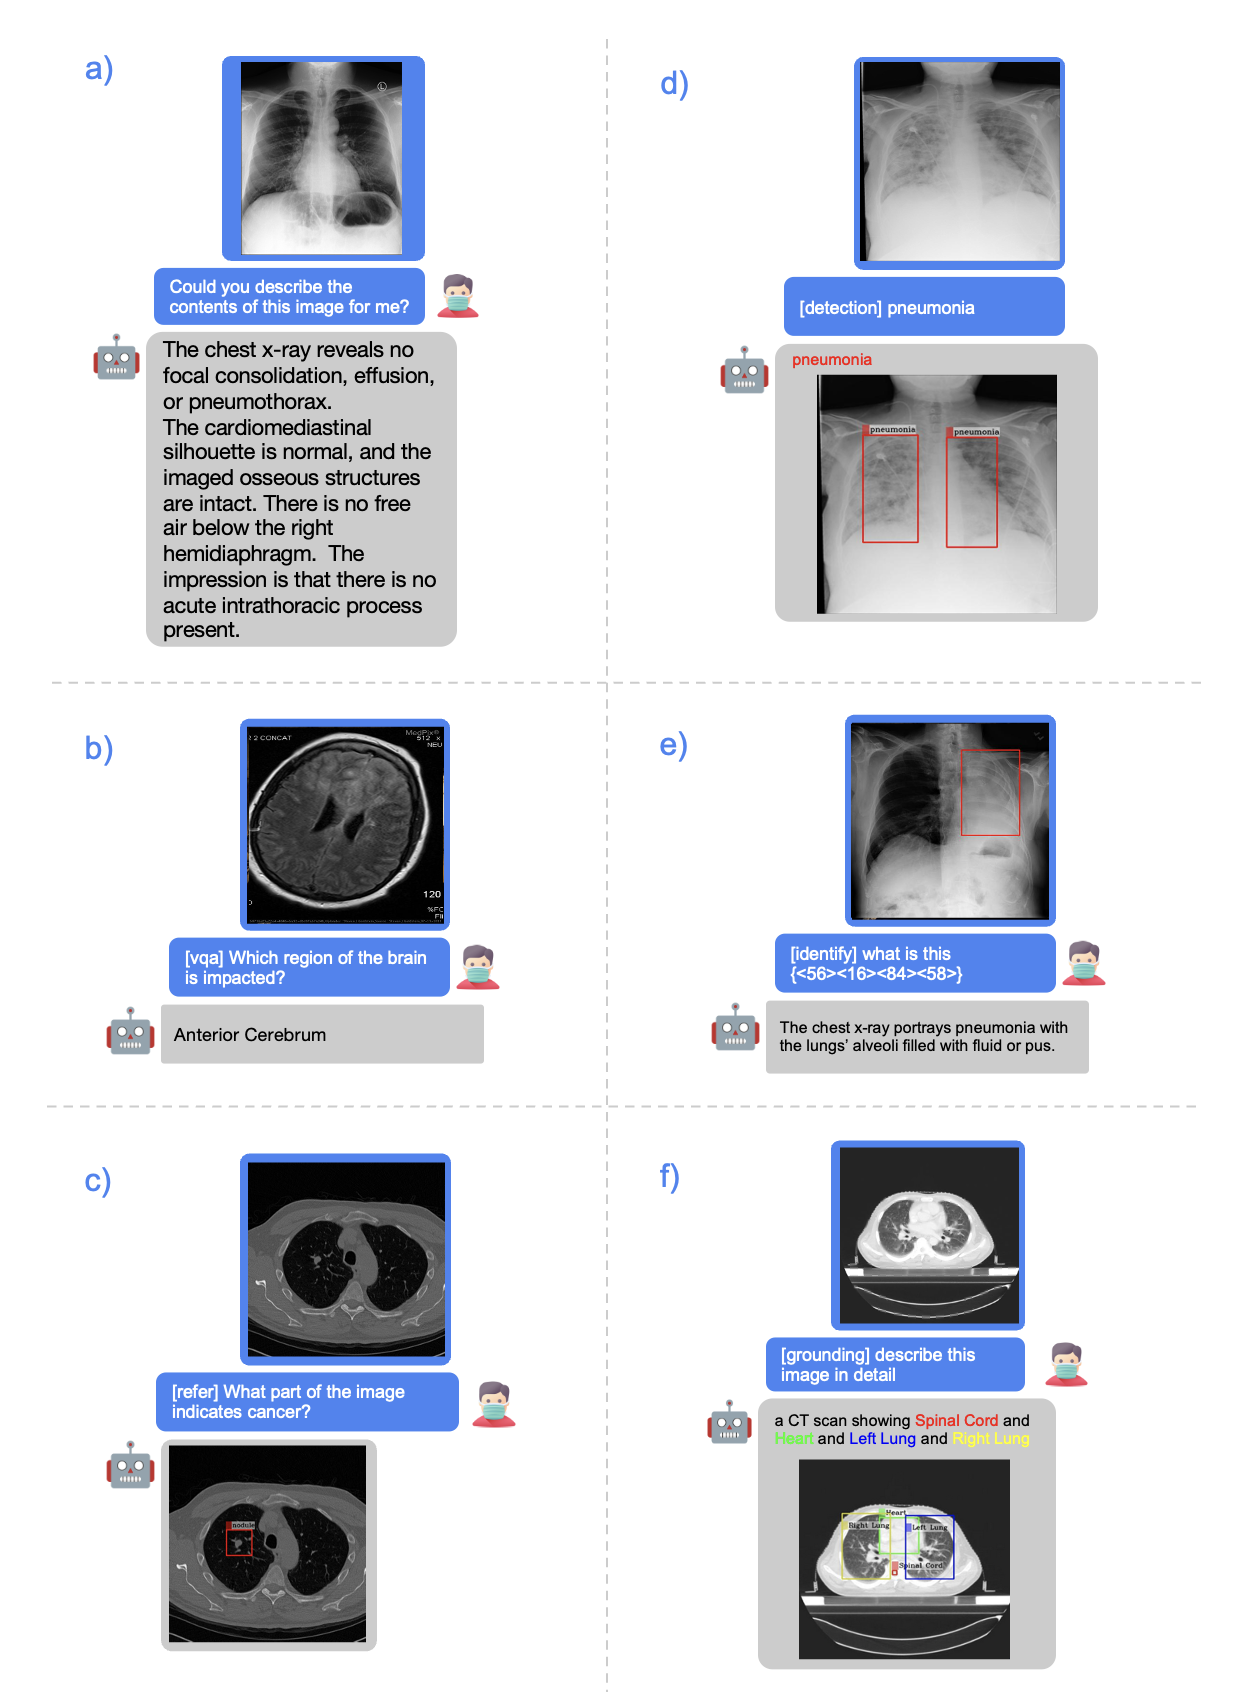 a)
L
Could you describe the
contents of this image for me?
The chest x-ray reveals no
focal consolidation, effusion,
or pneumothorax.
The cardiomediastinal
silhouette is normal, and the
imaged osseous structures
are intact. There is no free
air below the right
hemidiaphragm. The
impression is that there is no
acute intrathoracic process
present.
b)
MedPix®
2 CONCAT
512 x
NEU
120
%FC
FI
[vqa] Which region of the brain
is impacted?
Anterior Cerebrum
c)
[refer] What part of the image
indicates cancer?
nodule
d)
[detection] pneumonia
pneumonia
pneumonia
pneumonia
e)
[identify] what is this
{<56><16><84><58>}
The chest x-ray portrays pneumonia with
the lungs’ alveoli filled with fluid or pus.
f)
[grounding] describe this
image in detail
a CT scan showing Spinal Cord and
Heart and Left Lung and Right Lung
Heart
Right Lung
Left Lung
Spinal Cord